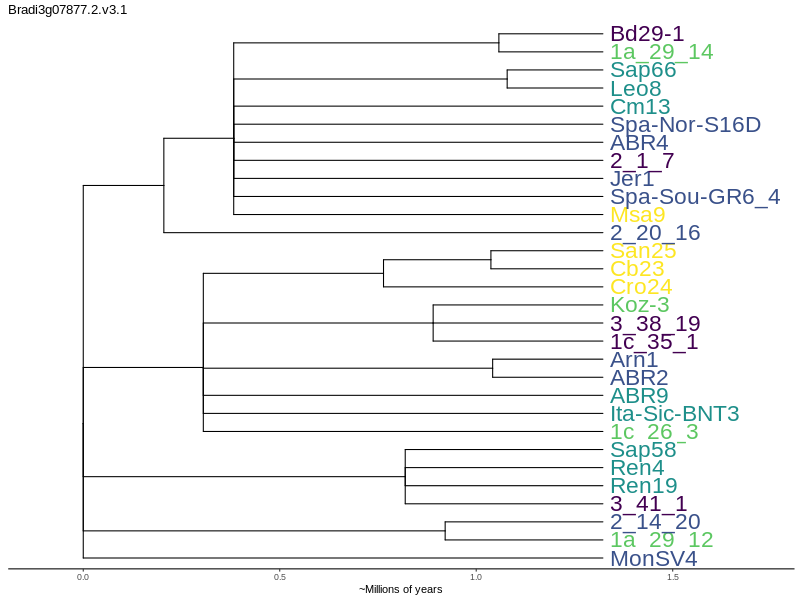 Bradi3g07877.2.v3.1
Bd29-1
1a_29_14
Sap66
Leo8
Cm13
Spa-Nor-S16D
ABR4
2_1_7
Jer1
Spa-Sou-GR6_4
Msa9
2_20_16
San25
Cb23
Cro24
Koz-3
3_38_19
1c_35_1
Arn1
ABR2
ABR9
Ita-Sic-BNT3
1c_26_3
Sap58
Ren4
Ren19
3_41_1
2_14_20
1a_29_12
MonSV4
0.0 0.5 1.0 1.5
~Millions of years